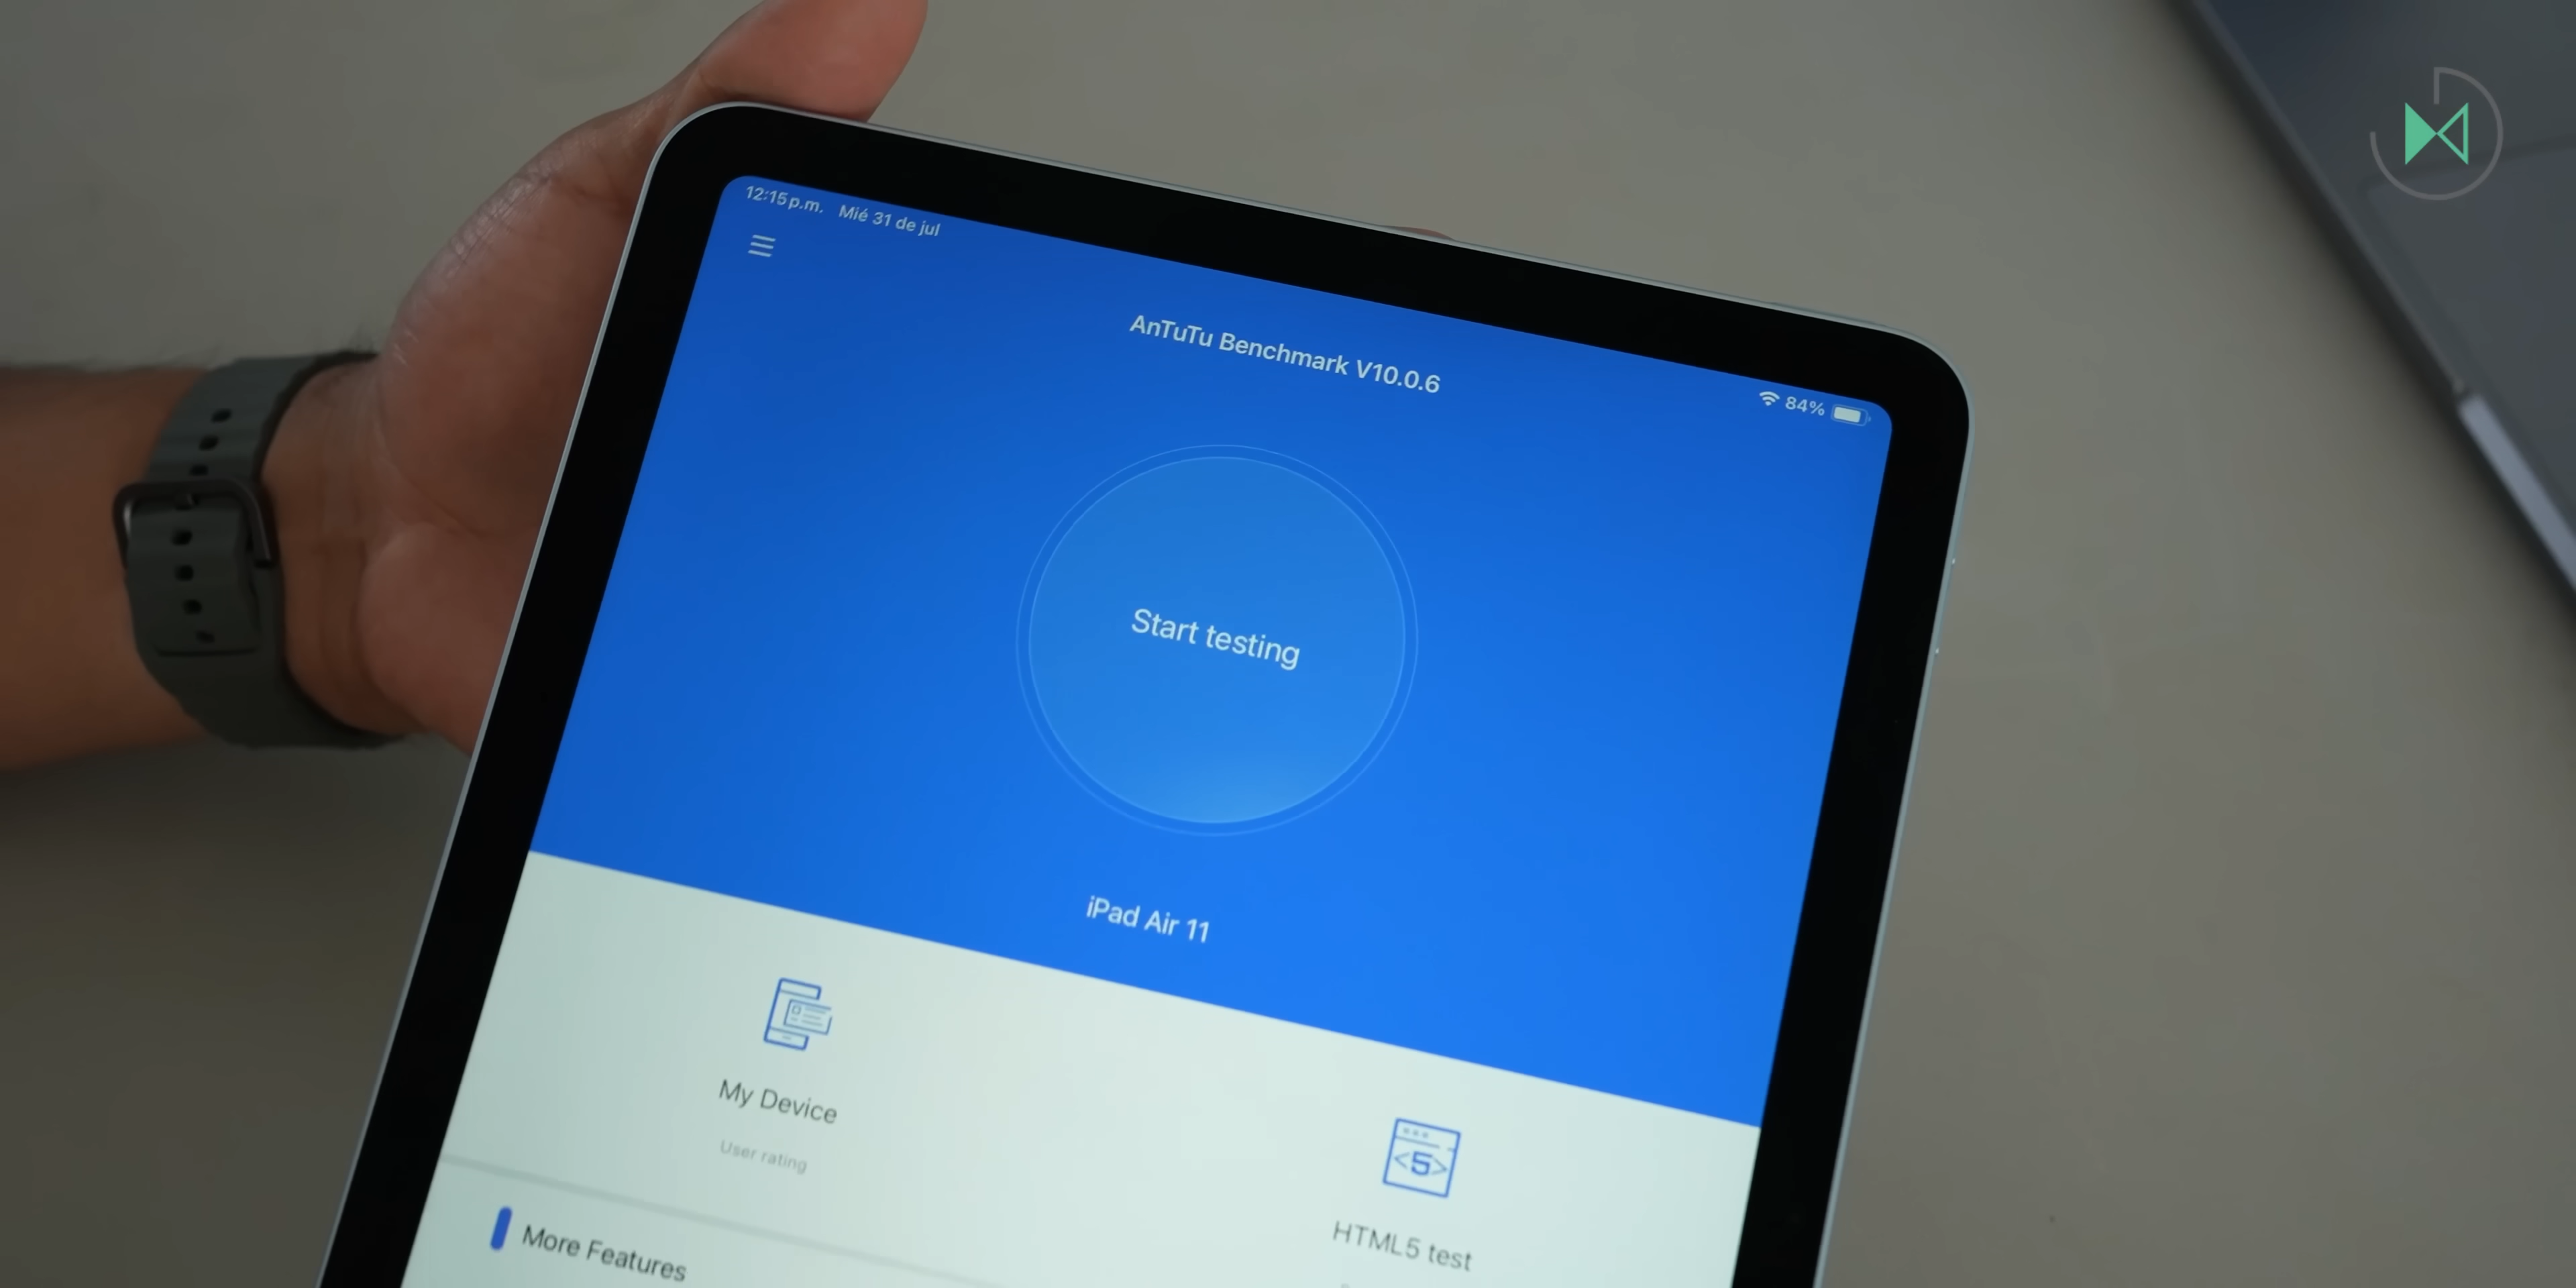 12:15 p.m. Mié 31 de jul
84%
AnTuTu Benchmark V10.0.6
Start testing
iPad Air 11
My Device
User rating
<5>
HTML5 test
More Features